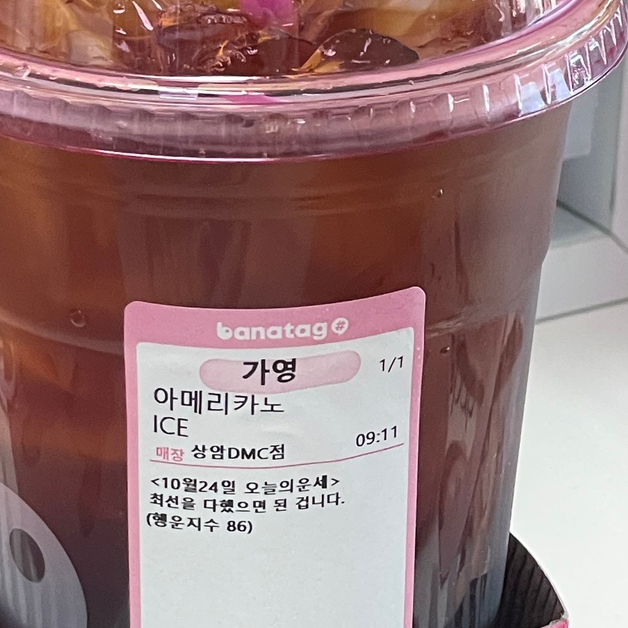 banatag #
가영
1/1
아메리카노
ICE
매장 상암DMC점 09:11
<10월24일 오늘의운세>
최선을 다했으면 된 겁니다.
(행운지수 86)